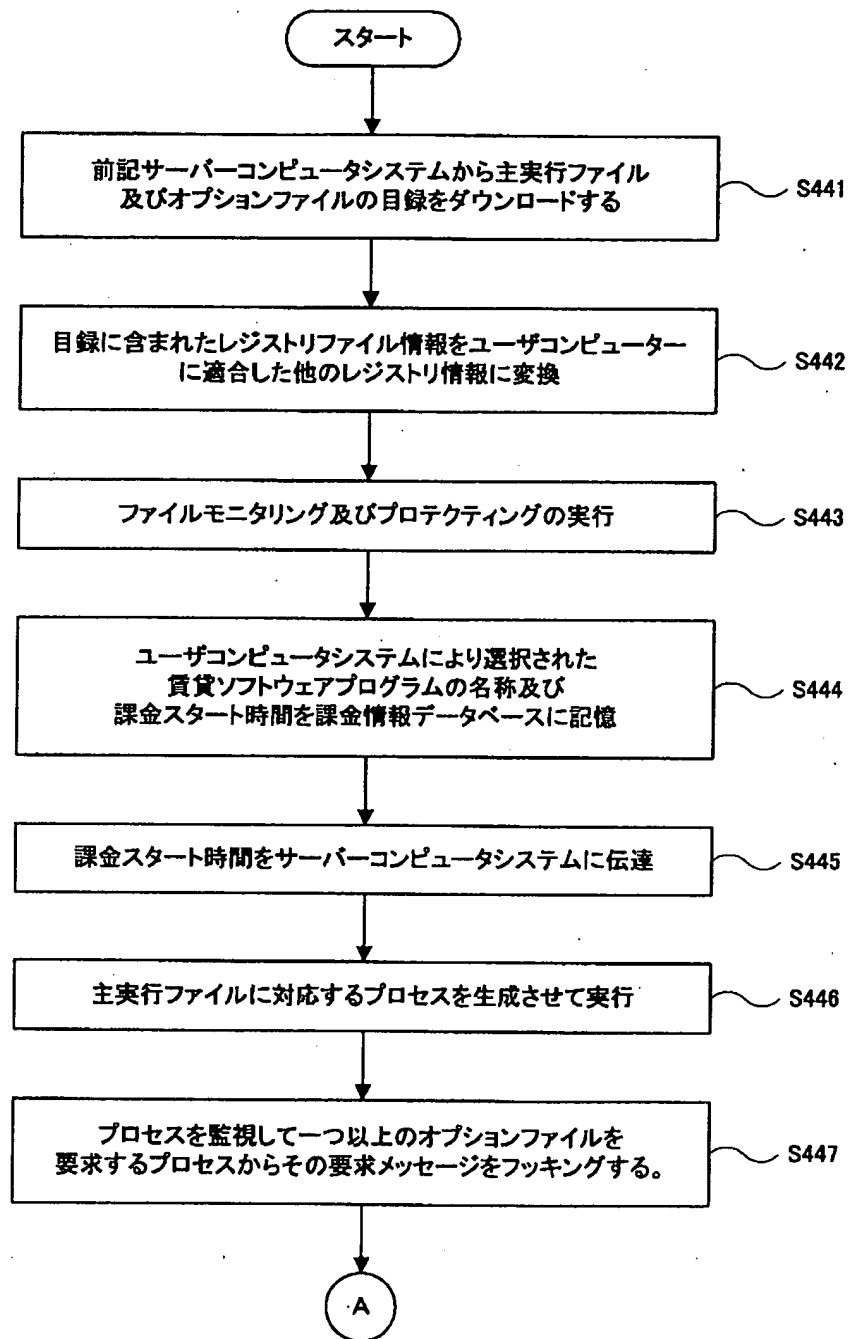 スタート
前記サーバーコンピュータシステムから主実行ファイル
及びオプションファイルの目録をダウンロードする
S441
目録に含まれたレジストリファイル情報をユーザコンピューター
に適合した他のレジストリ情報に変換
S442
ファイルモニタリング及びプロテクティングの実行
S443
ユーザコンピュータシステムにより選択された
賃貸ソフトウェアプログラムの名称及び
課金スタート時間を課金情報データベースに記憶
S444
課金スタート時間をサーバーコンピュータシステムに伝達
S445
主実行ファイルに対応するプロセスを生成させて実行
S446
プロセスを監視して一つ以上のオプションファイルを
要求するプロセスからその要求メッセージをフッキングする。
S447
A